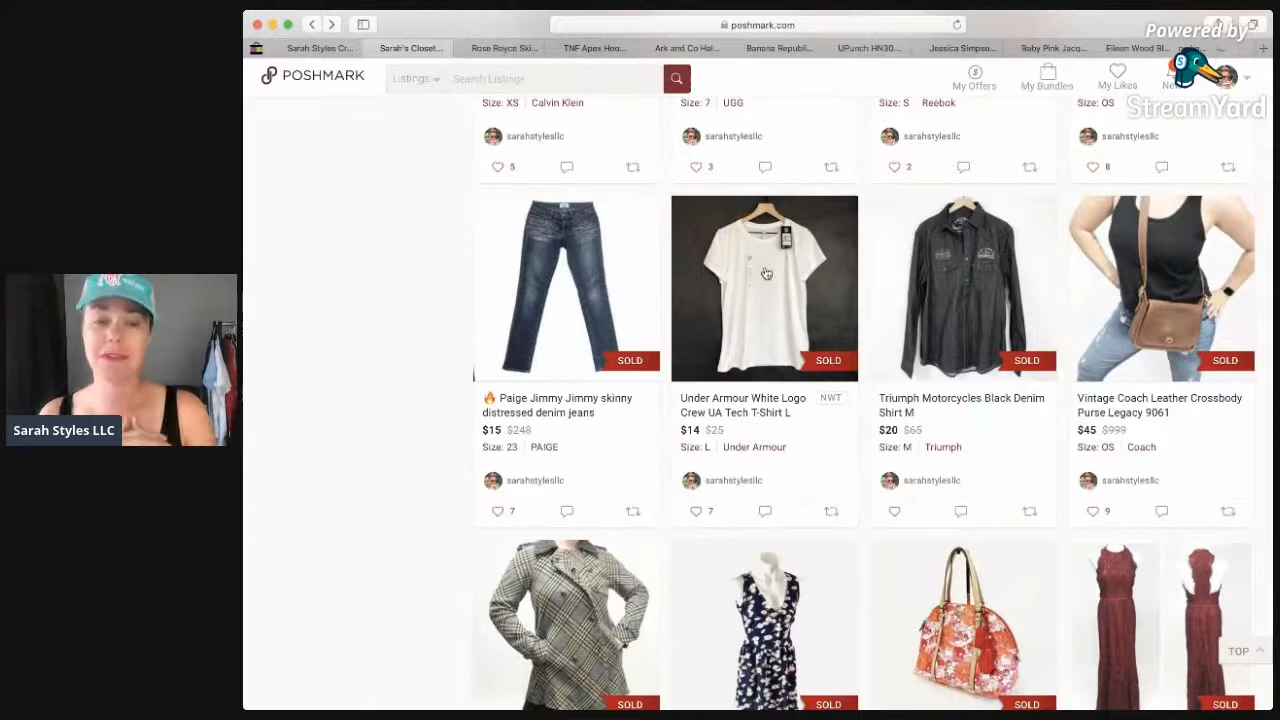 poshmark.com
Powered by
StreamYard
Sarah Styles Cr...
Sarah's Closet...
Rose Royce Ski...
TNF Apex Hoo...
Ark and Co Hal...
Banana Republi...
UPunch HN30...
Jessica Simpso...
Baby Pink Jacq...
Eileen Wood Bl...
POSHMARK
Listings
Search Listings
My Offers
My Bundles
My Likes
Size: XS Calvin Klein
Size: 7 UGG
Size: S Reebok
Size: OS
sarahstylesllc
sarahstylesllc
sarahstylesllc
sarahstylesllc
5
3
2
8
SOLD
SOLD
SOLD
SOLD
🔥 Paige Jimmy Jimmy skinny
distressed denim jeans
$15 $248
Size: 23 PAIGE
sarahstylesllc
7
Under Armour White Logo
Crew UA Tech T-Shirt L
NWT
$14 $25
Size: L Under Armour
sarahstylesllc
7
Triumph Motorcycles Black Denim
Shirt M
$20 $65
Size: M Triumph
sarahstylesllc
Vintage Coach Leather Crossbody
Purse Legacy 9061
$45 $999
Size: OS Coach
sarahstylesllc
9
Sarah Styles LLC
TOP
SOLD
SOLD
SOLD
SOLD